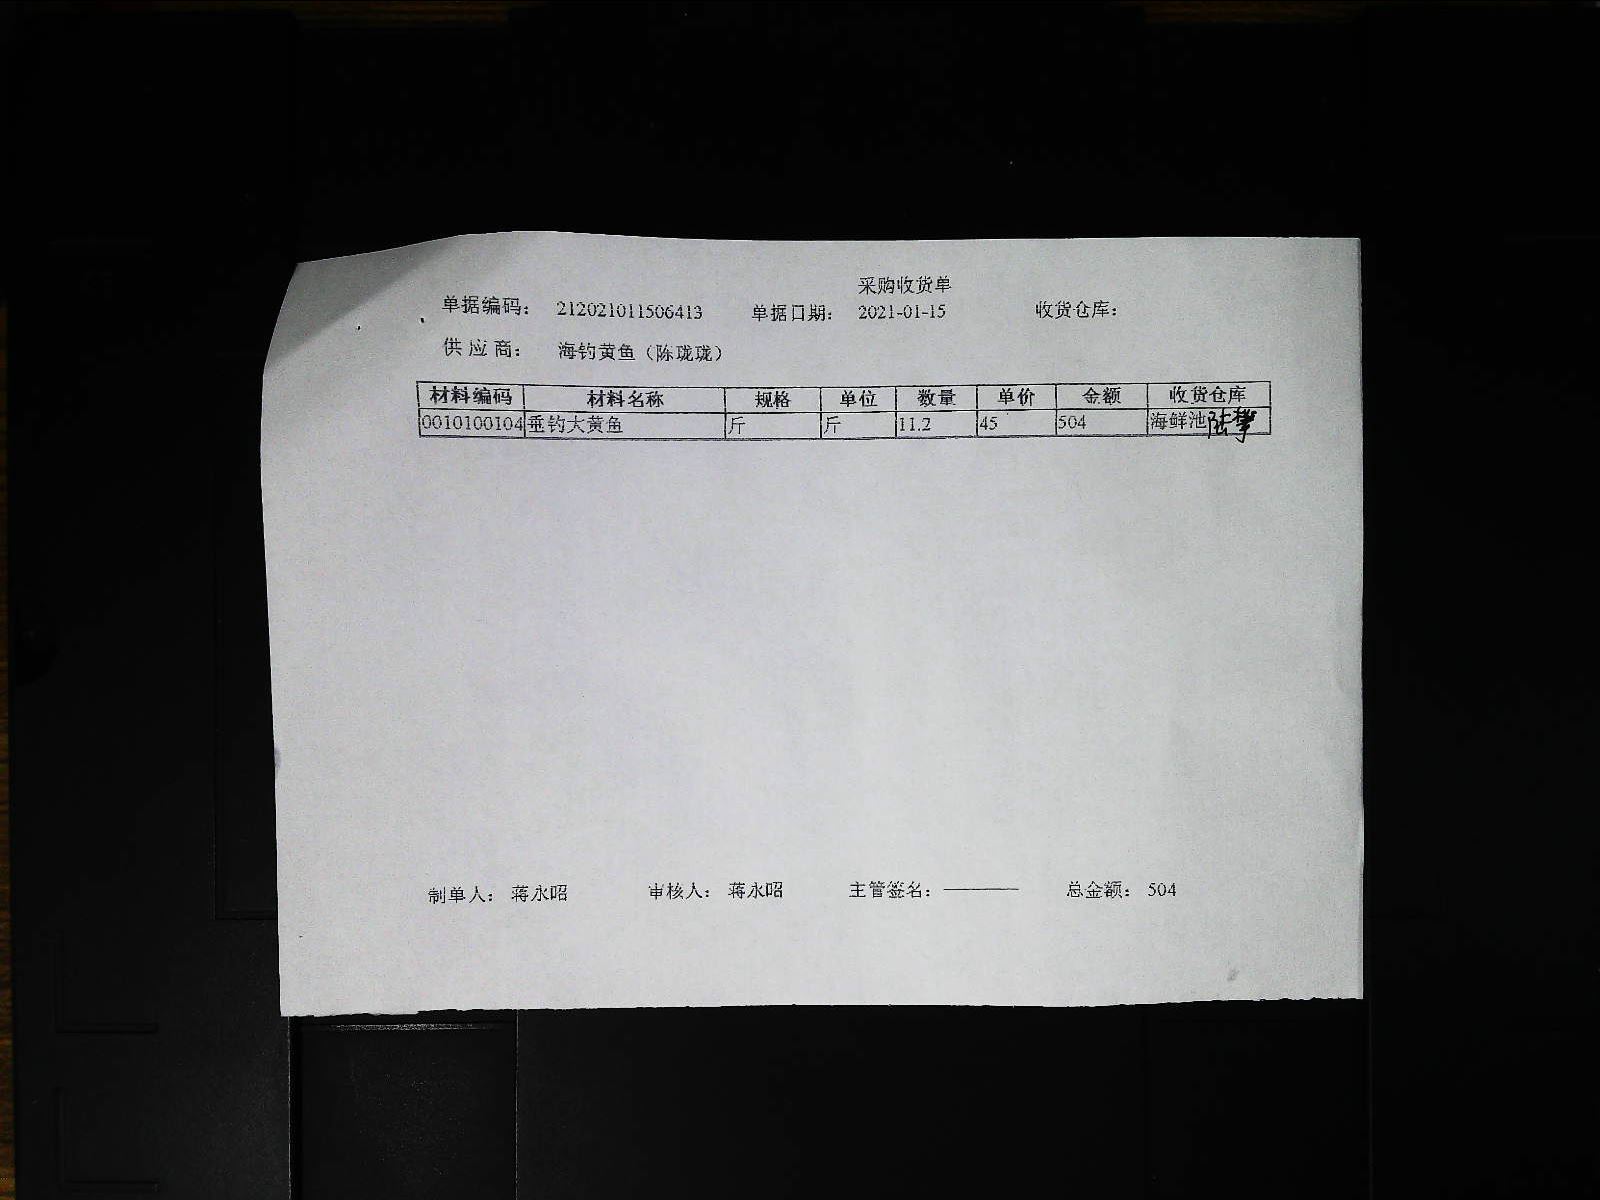 采购收货单
单据编码： 212021011506413 单据日期： 2021-01-15 收货仓库：
供 应 商： 海钓黄鱼（陈珑珑）
材料编码 材料名称 规格 单位 数量 单价 金额 收货仓库
0010100104 垂钓大黄鱼 斤 斤 11.2 45 504 海鲜池
制单人： 蒋永昭 审核人： 蒋永昭 主管签名： 总金额： 504